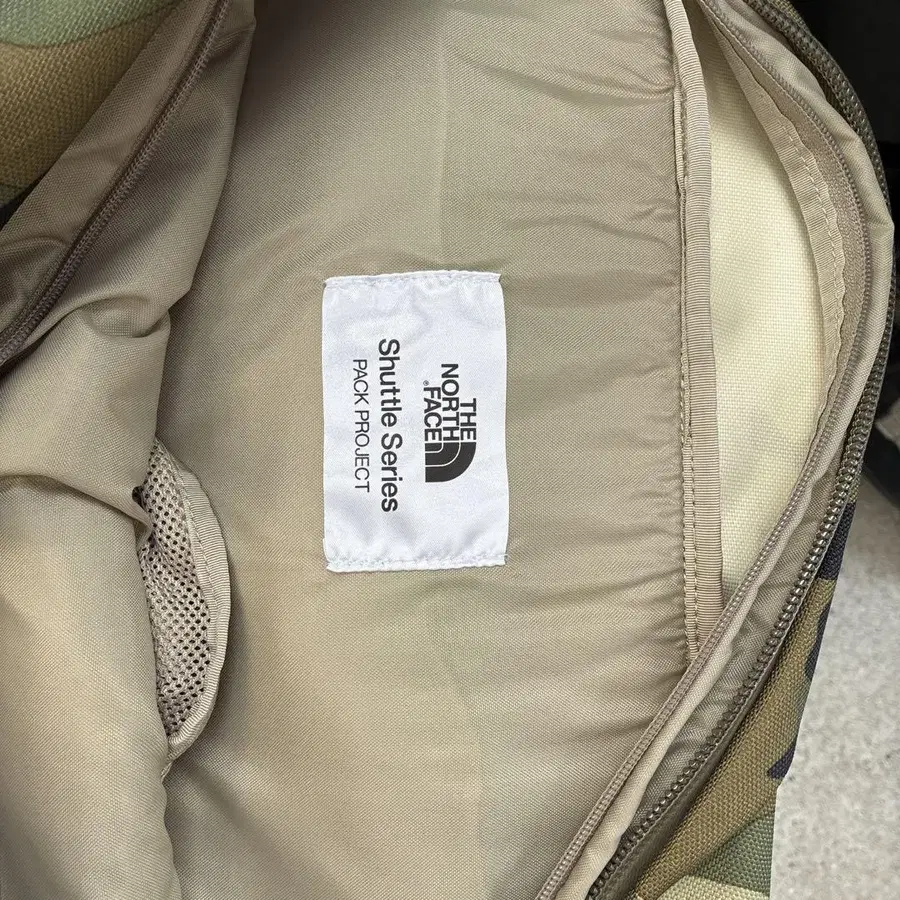 THE
NORTH
FACE®
Shuttle Series
PACK PROJECT